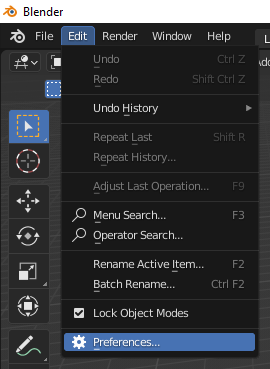 Blender
File Edit Render Window Help
Undo Ctrl Z
Redo Shift Ctrl Z
Undo History
Repeat Last Shift R
Repeat History...
Adjust Last Operation... F9
Menu Search... F3
Operator Search...
Rename Active Item... F2
Batch Rename... Ctrl F2
Lock Object Modes
Preferences...